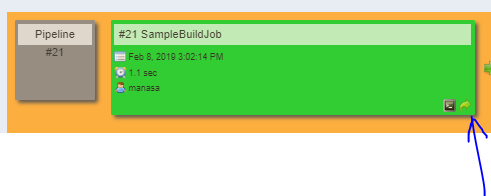 Pipeline
#21
#21 SampleBuildJob
Feb 8, 2019 3:02:14 PM
1.1 sec
manasa